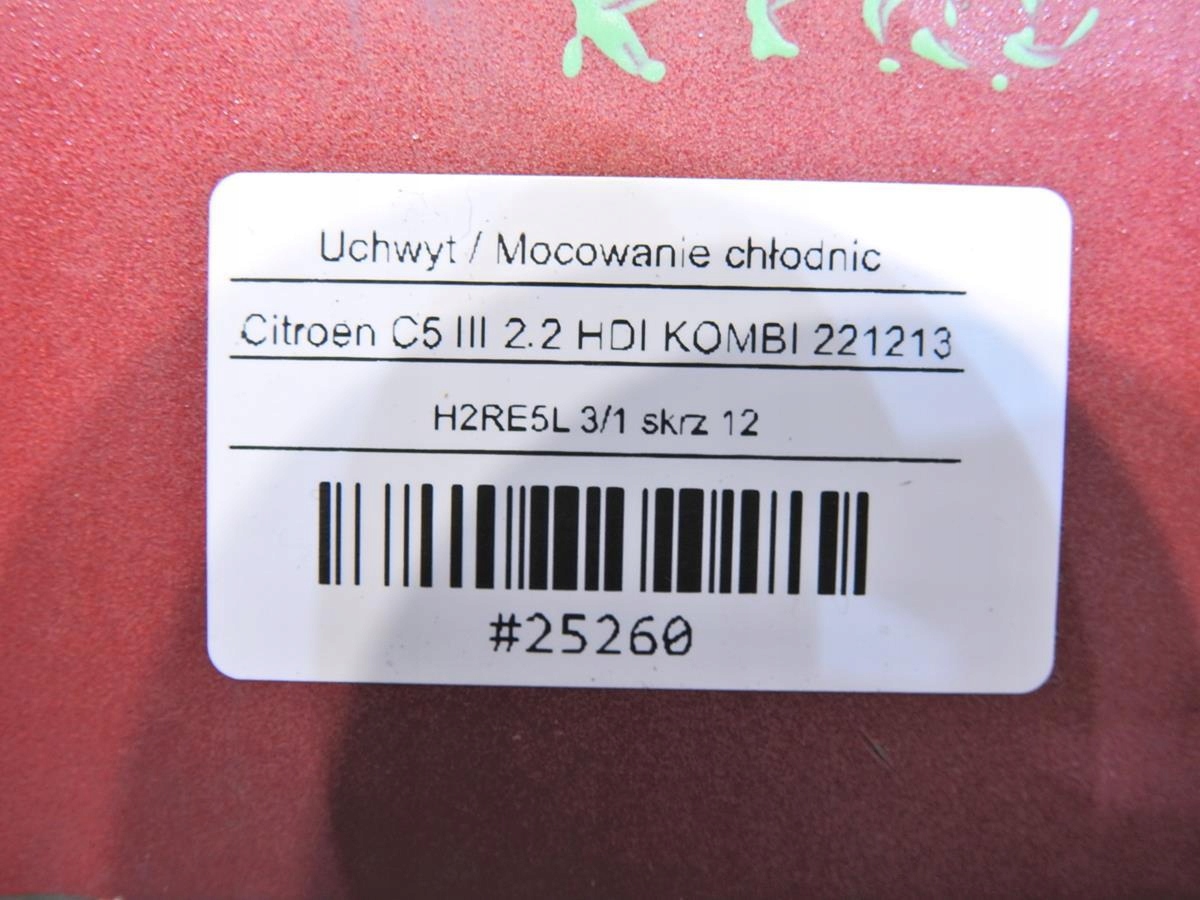 Uchwyt / Mocowanie chłodnic
Citroen C5 III 2.2 HDI KOMBI 221213
H2RE5L 3/1 skrz 12
#25260